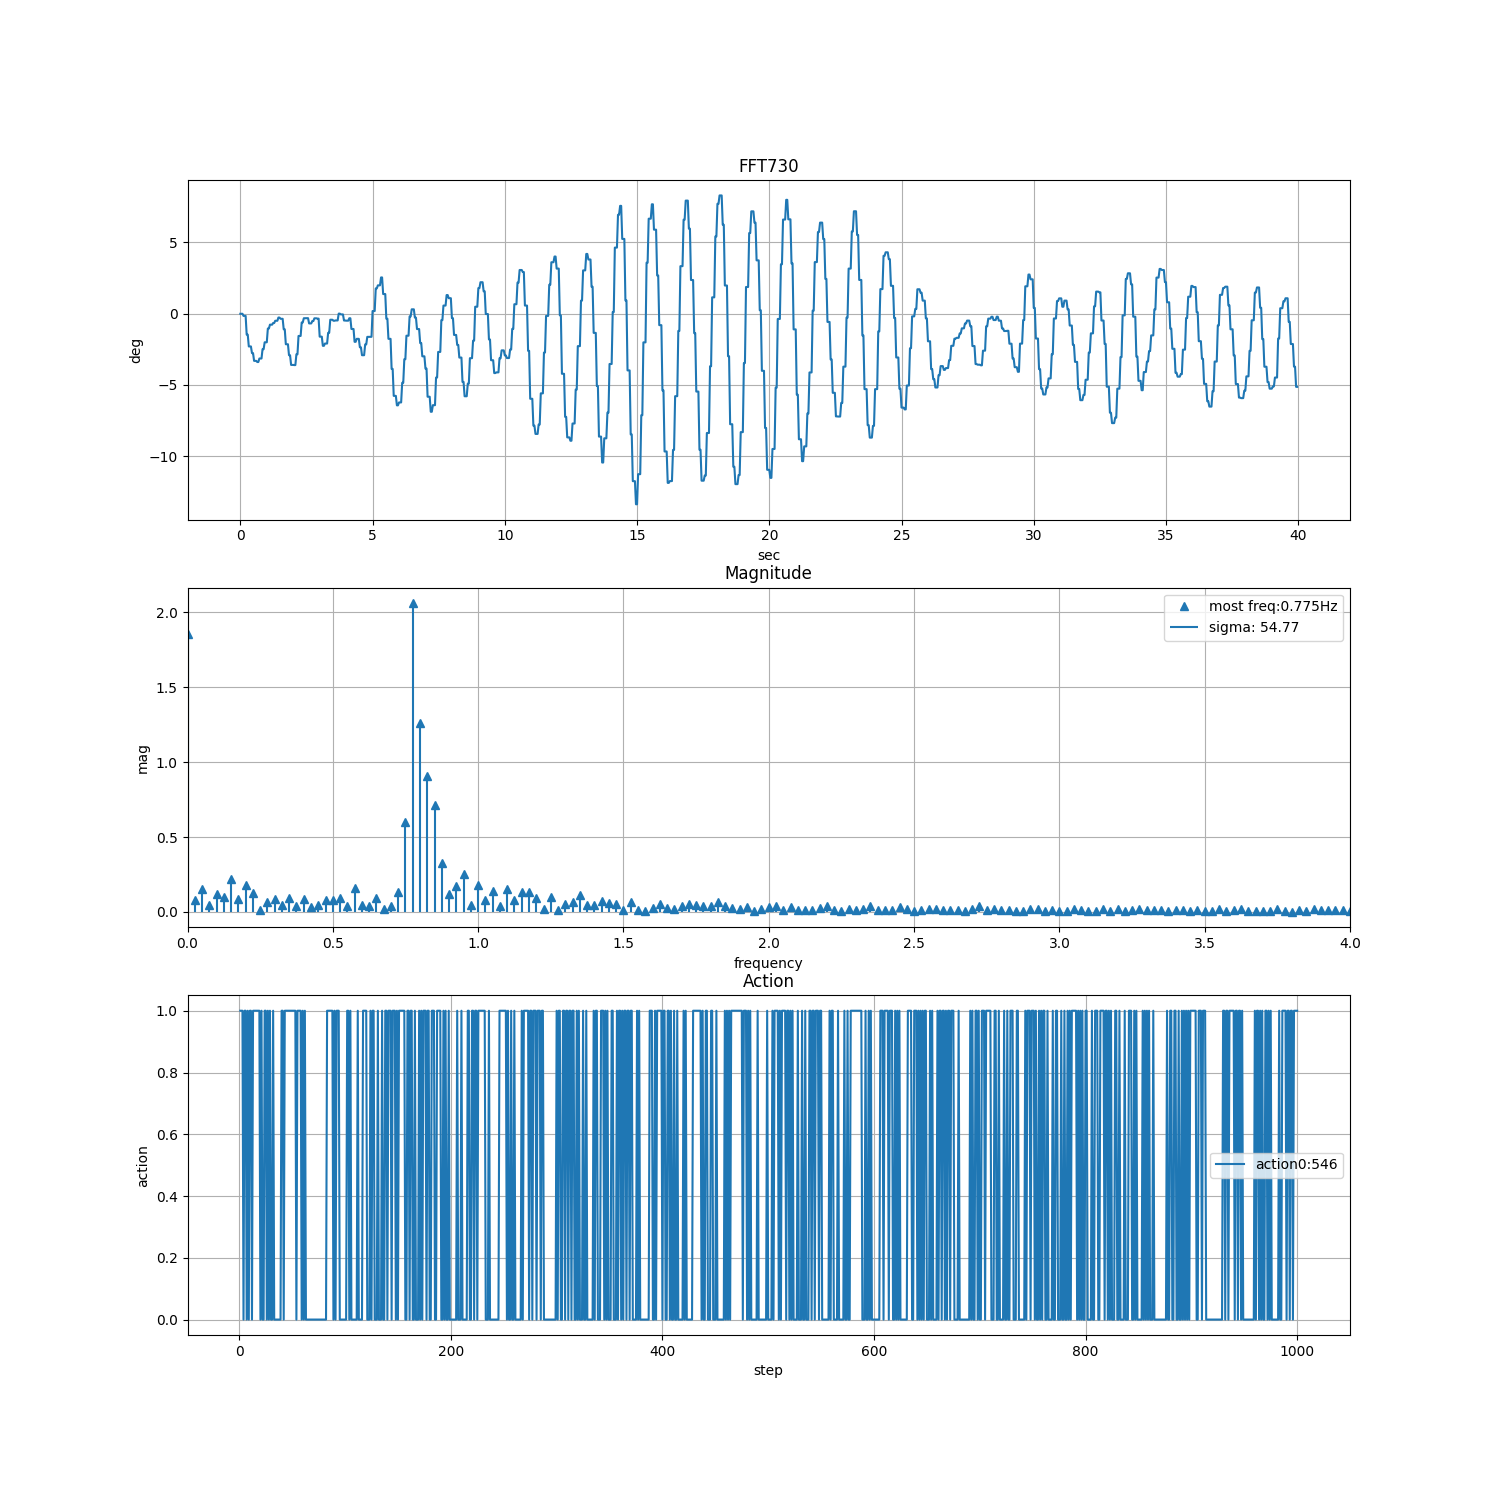 FFT730
deg
5
0
−5
−10
0 5 10 15 20 25 30 35 40
sec
Magnitude
mag
2.0
1.5
1.0
0.5
0.0
most freq:0.775Hz
sigma: 54.77
0.0 0.5 1.0 1.5 2.0 2.5 3.0 3.5 4.0
frequency
Action
action
1.0
0.8
0.6
0.4
0.2
0.0
action0:546
0 200 400 600 800 1000
step